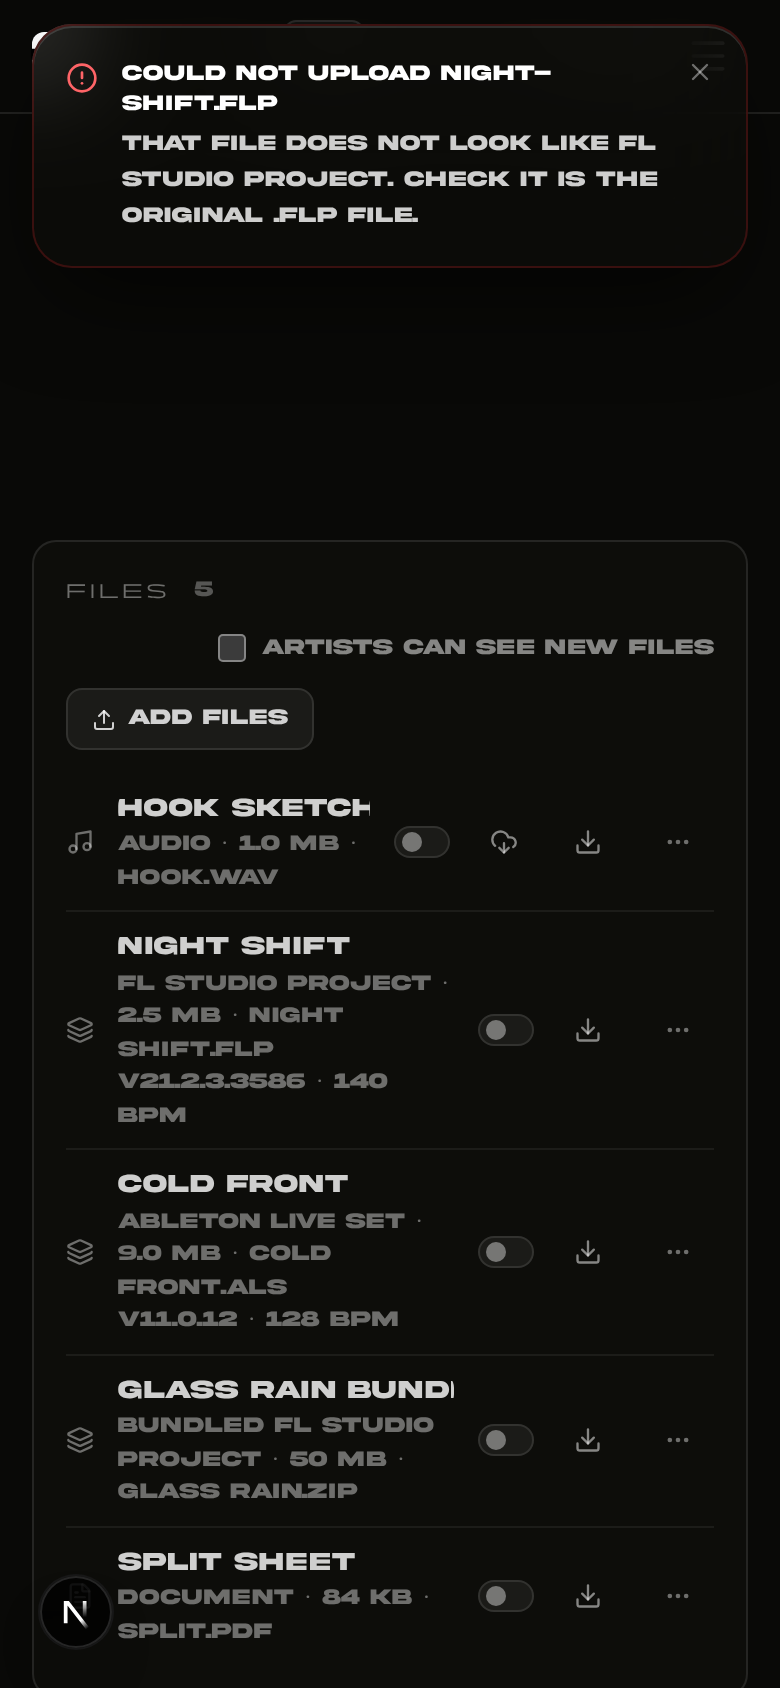 COULD NOT UPLOAD NIGHT-
SHIFT.FLP
THAT FILE DOES NOT LOOK LIKE FL
STUDIO PROJECT. CHECK IT IS THE
ORIGINAL .FLP FILE.
FILES 5
ARTISTS CAN SEE NEW FILES
ADD FILES
HOOK SKETCH
AUDIO · 1.0 MB ·
HOOK.WAV
NIGHT SHIFT
FL STUDIO PROJECT ·
2.5 MB · NIGHT
SHIFT.FLP
V21.2.3.3586 · 140
BPM
COLD FRONT
ABLETON LIVE SET ·
9.0 MB · COLD
FRONT.ALS
V11.0.12 · 128 BPM
GLASS RAIN BUND
BUNDLED FL STUDIO
PROJECT · 50 MB ·
GLASS RAIN.ZIP
SPLIT SHEET
DOCUMENT · 84 KB ·
SPLIT.PDF
N